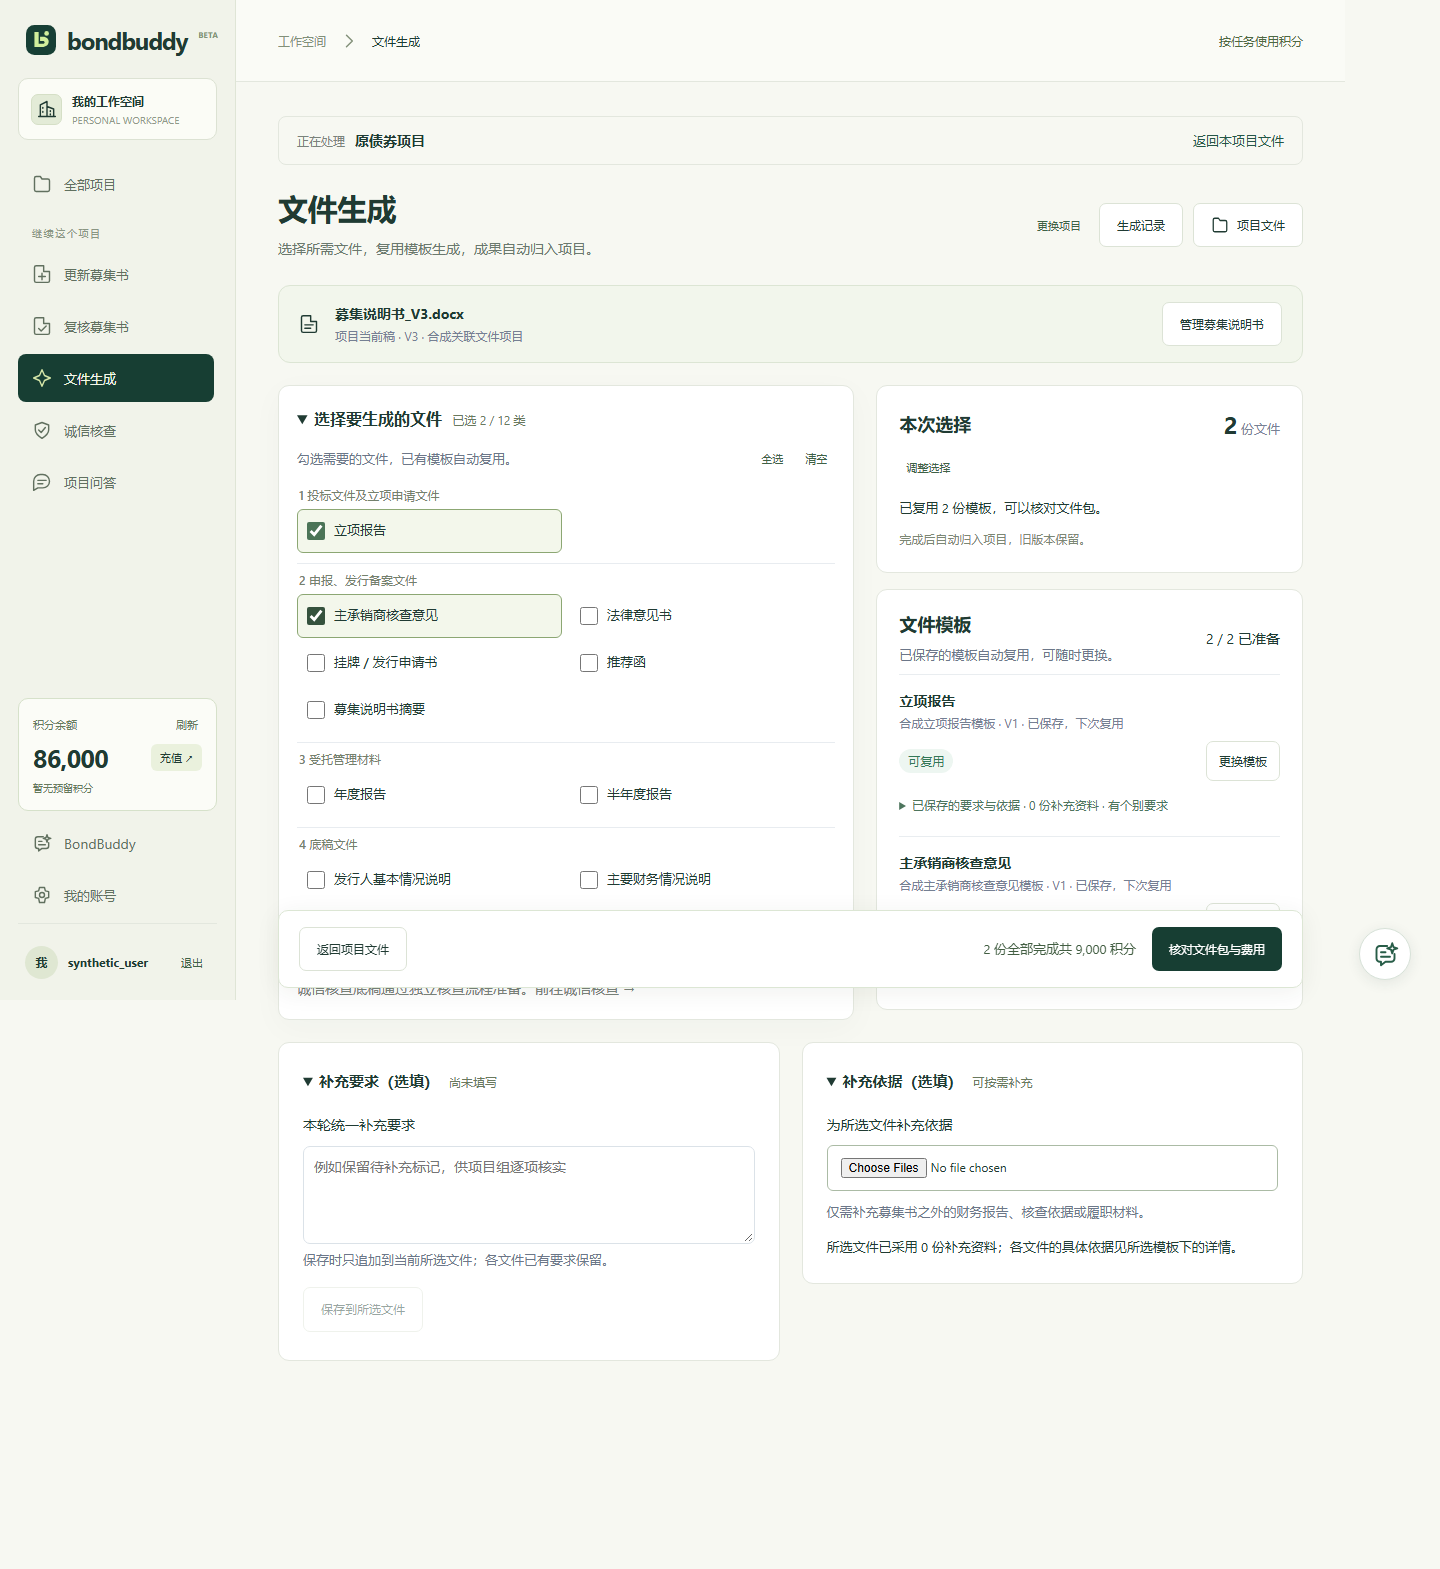 bondbuddy BETA
我的工作空间
PERSONAL WORKSPACE
全部项目
继续这个项目
更新募集书
复核募集书
文件生成
诚信核查
项目问答
积分余额 刷新
86,000 充值 ↗
暂无预留积分
BondBuddy
我的账号
我 synthetic_user 退出
工作空间 文件生成 按任务使用积分
正在处理 原债券项目 返回本项目文件
文件生成
选择所需文件，复用模板生成，成果自动归入项目。
更换项目 生成记录 项目文件
募集说明书_V3.docx
项目当前稿 · V3 · 合成关联文件项目
管理募集说明书
▼ 选择要生成的文件 已选 2 / 12 类
勾选需要的文件，已有模板自动复用。 全选 清空
1 投标文件及立项申请文件
立项报告
2 申报、发行备案文件
主承销商核查意见 法律意见书
挂牌 / 发行申请书 推荐函
募集说明书摘要
3 受托管理材料
年度报告 半年度报告
4 底稿文件
发行人基本情况说明 主要财务情况说明
本次选择 2 份文件
调整选择
已复用 2 份模板，可以核对文件包。
完成后自动归入项目，旧版本保留。
文件模板
已保存的模板自动复用，可随时更换。
2 / 2 已准备
立项报告
合成立项报告模板 · V1 · 已保存，下次复用
可复用 更换模板
▶ 已保存的要求与依据 · 0 份补充资料 · 有个别要求
主承销商核查意见
合成主承销商核查意见模板 · V1 · 已保存，下次复用
返回项目文件 2 份全部完成共 9,000 积分 核对文件包与费用
诚信核查底稿通过独立核查流程准备。前往诚信核查 →
▼ 补充要求（选填） 尚未填写
本轮统一补充要求
例如保留待补充标记，供项目组逐项核实
保存时只追加到当前所选文件；各文件已有要求保留。
保存到所选文件
▼ 补充依据（选填） 可按需补充
为所选文件补充依据
Choose Files No file chosen
仅需补充募集书之外的财务报告、核查依据或履职材料。
所选文件已采用 0 份补充资料；各文件的具体依据见所选模板下的详情。